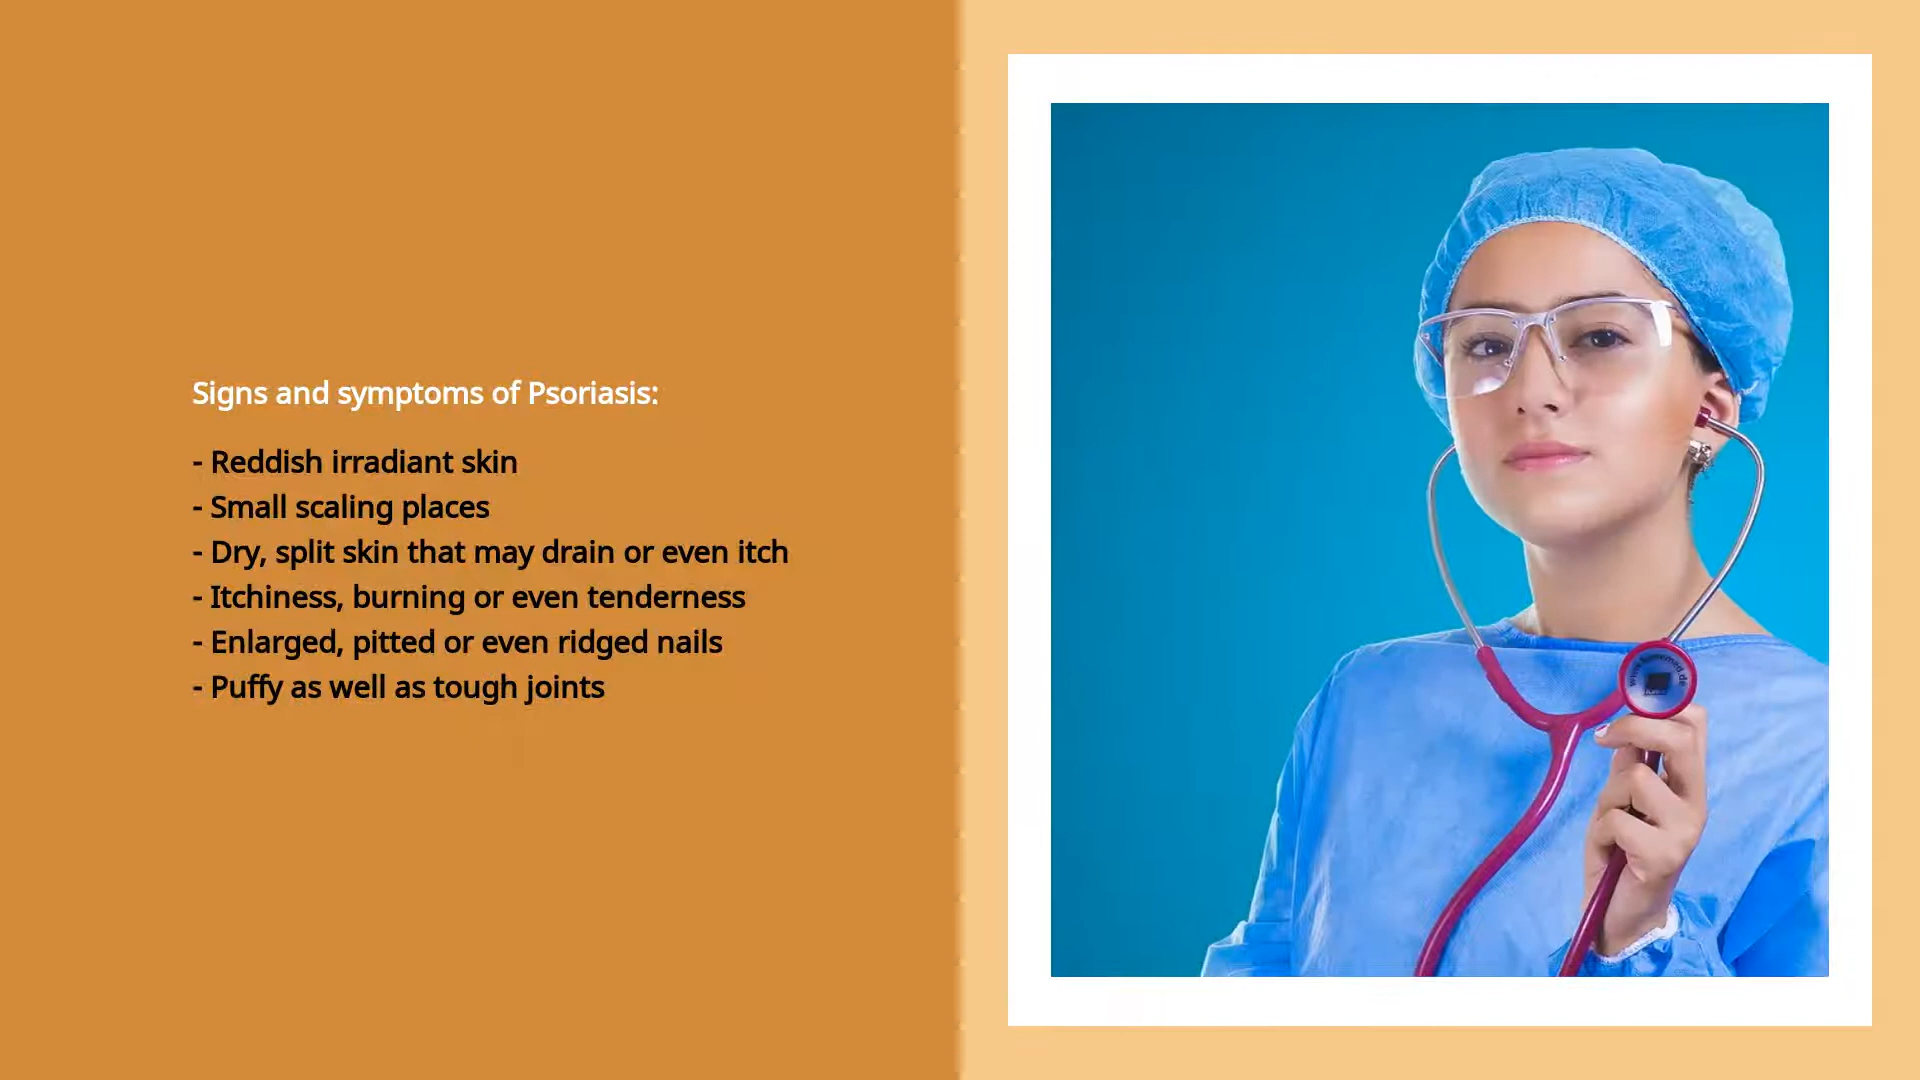 Signs and symptoms of Psoriasis:
- Reddish irradiant skin
- Small scaling places
- Dry, split skin that may drain or even itch
- Itchiness, burning or even tenderness
- Enlarged, pitted or even ridged nails
- Puffy as well as tough joints